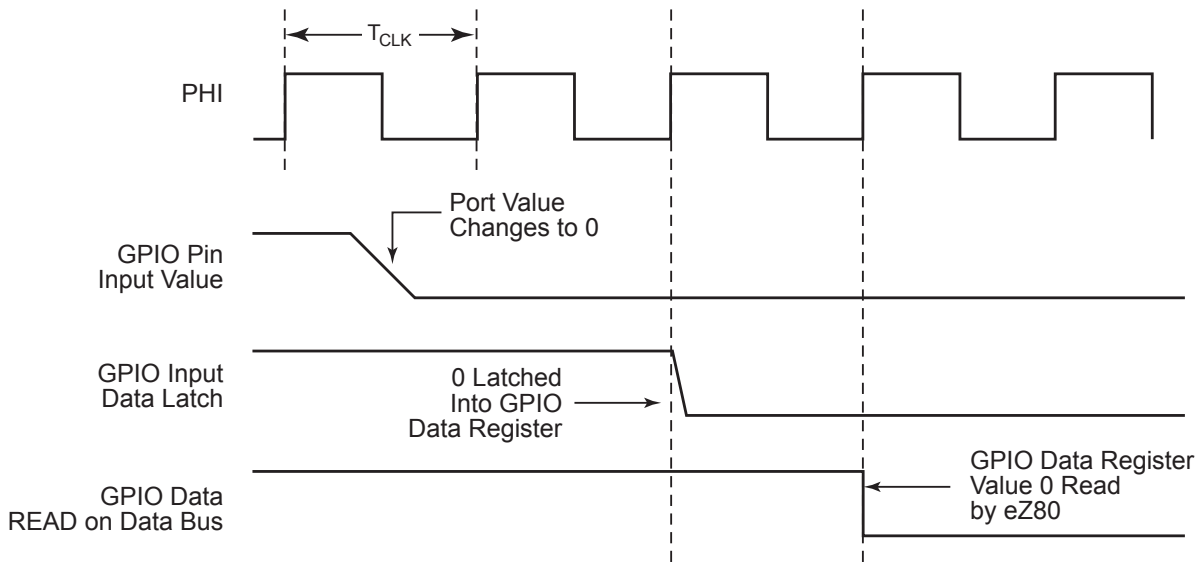 TCLK
PHI
Port Value
Changes to 0
GPIO Pin
Input Value
GPIO Input
Data Latch
0 Latched
Into GPIO
Data Register
GPIO Data
READ on Data Bus
GPIO Data Register
Value 0 Read
by eZ80